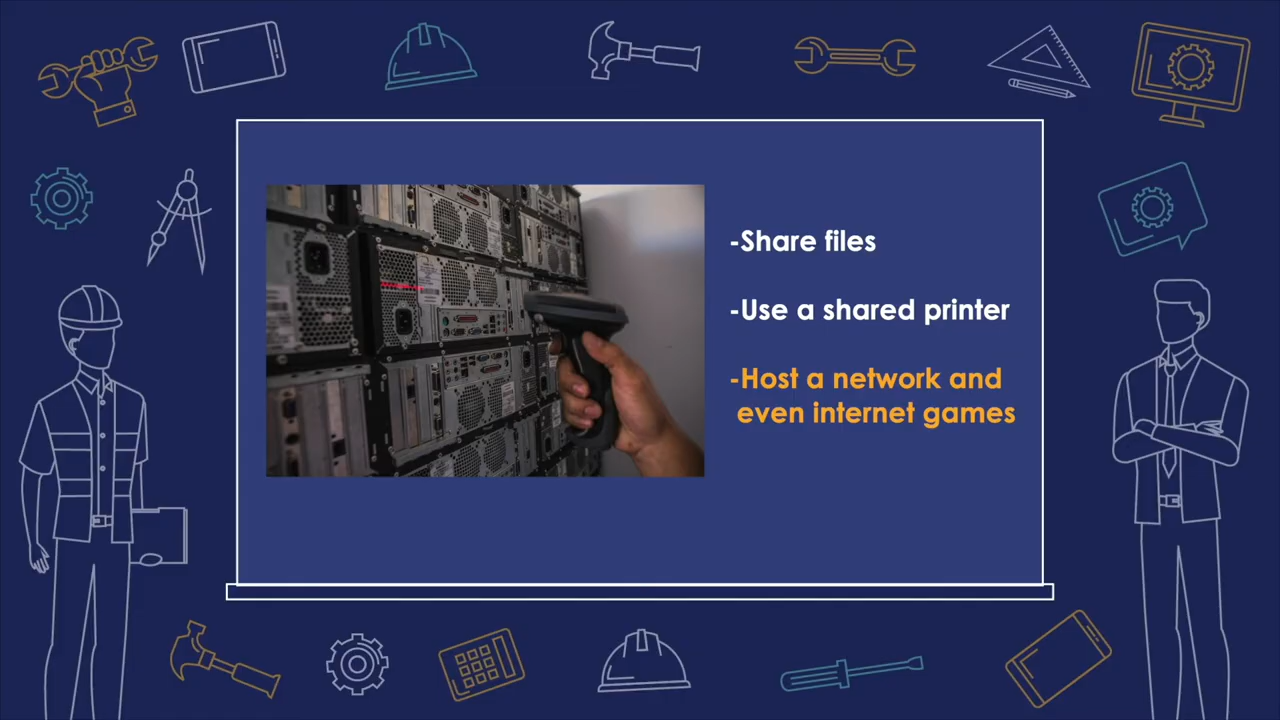 -Share files
-Use a shared printer
-Host a network and
even internet games